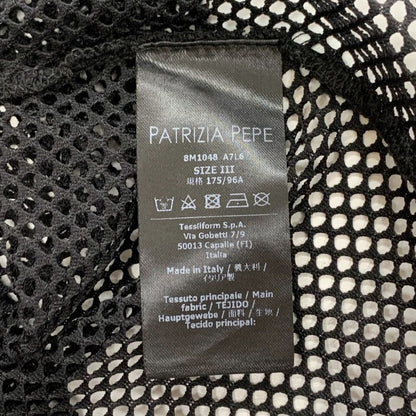 PATRIZIA PEPE
8M1048 A7L6
SIZE III
規格 175/96A
Tessilform S.p.A.
Via Gobetti 7/9
50013 Capalle (FI)
Italia
Made in Italy / 義大利 /
イタリア製
Tessuto principale / Main
fabric / TEJIDO /
Hauptgewebe / 面料 / 生地 /
Tecido principal: